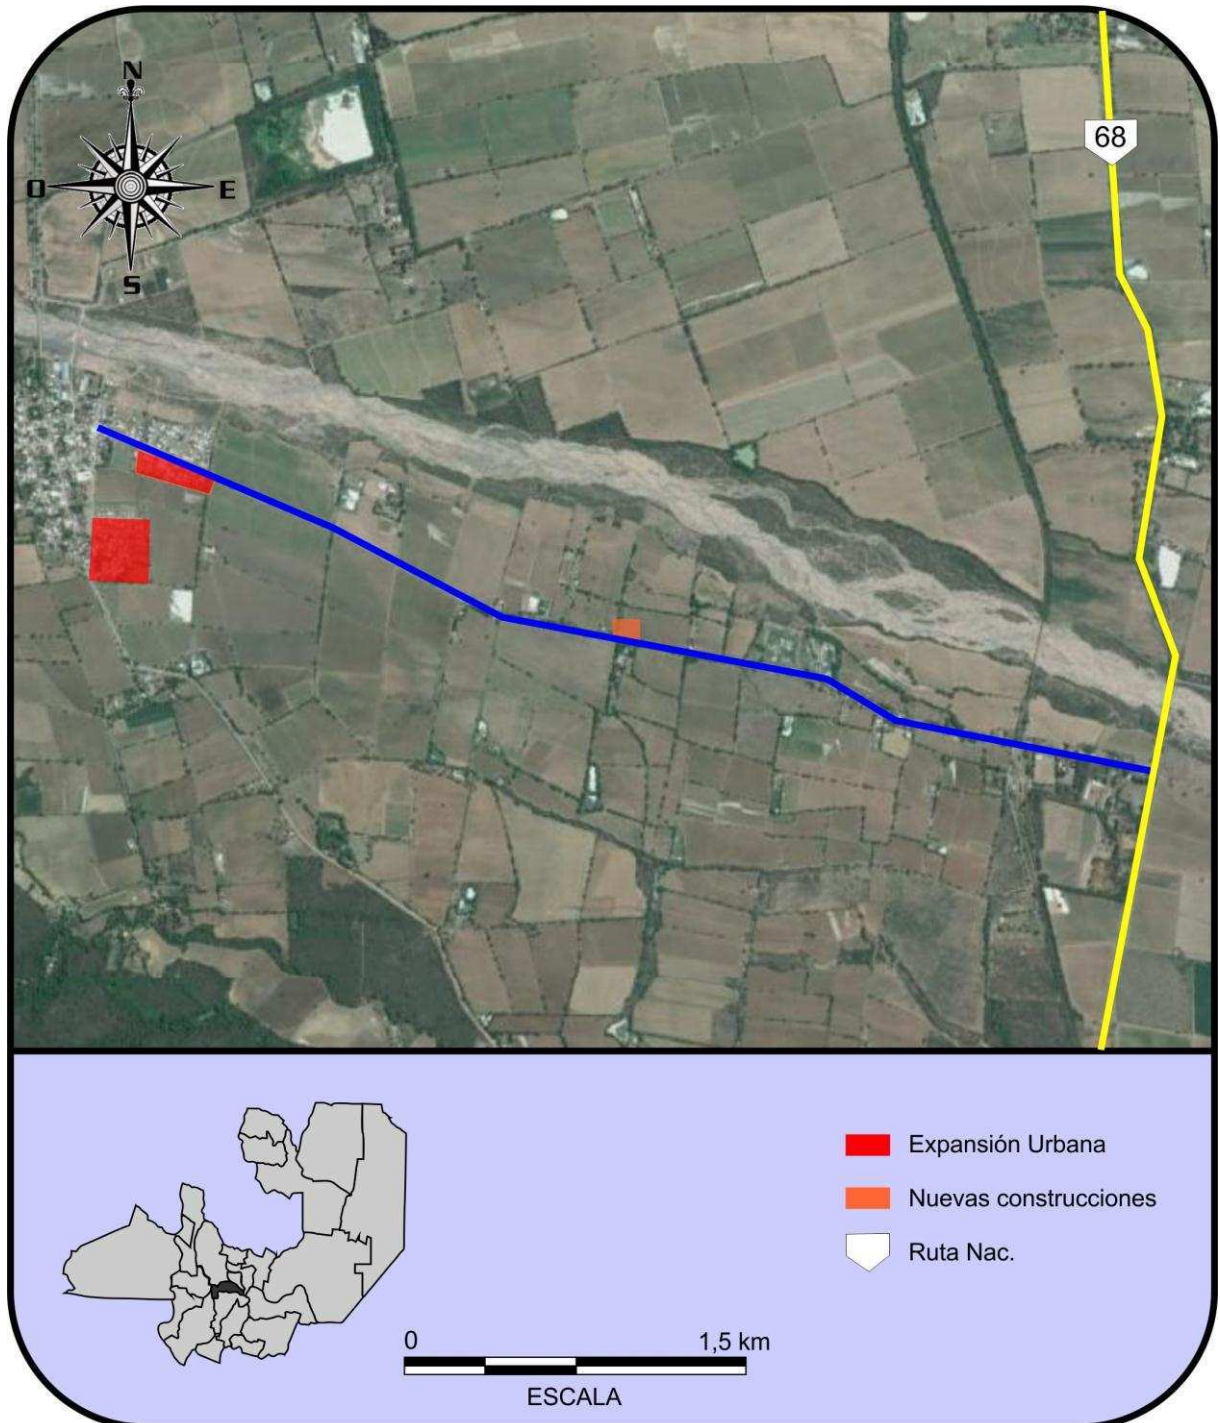 N
O
E
S
68
Expansión Urbana
Nuevas construcciones
Ruta Nac.
0
1,5 km
ESCALA